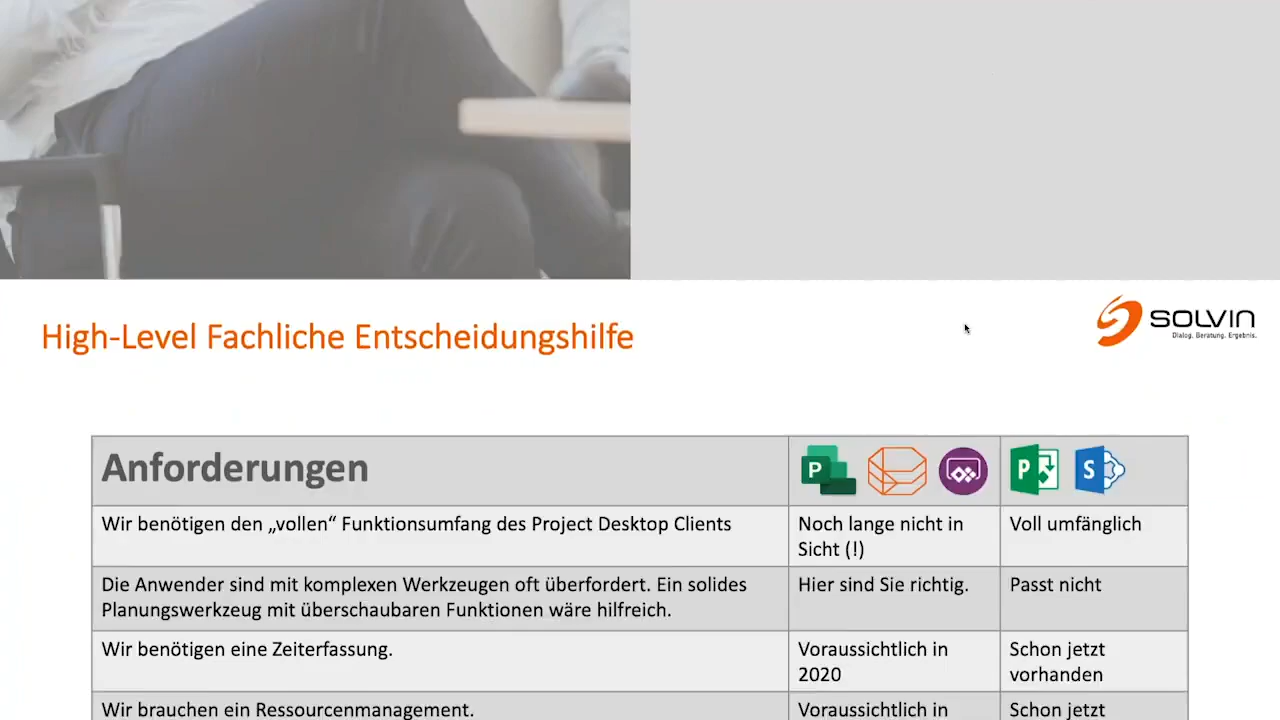 High-Level Fachliche Entscheidungshilfe
SOLVIN
Dialog. Beratung. Ergebnis.
Anforderungen
P
P
S
Wir benötigen den „vollen“ Funktionsumfang des Project Desktop Clients
Noch lange nicht in
Sicht (!)
Voll umfänglich
Die Anwender sind mit komplexen Werkzeugen oft überfordert. Ein solides
Planungswerkzeug mit überschaubaren Funktionen wäre hilfreich.
Hier sind Sie richtig.
Passt nicht
Wir benötigen eine Zeiterfassung.
Voraussichtlich in
2020
Schon jetzt
vorhanden
Wir brauchen ein Ressourcenmanagement.
Voraussichtlich in
Schon jetzt